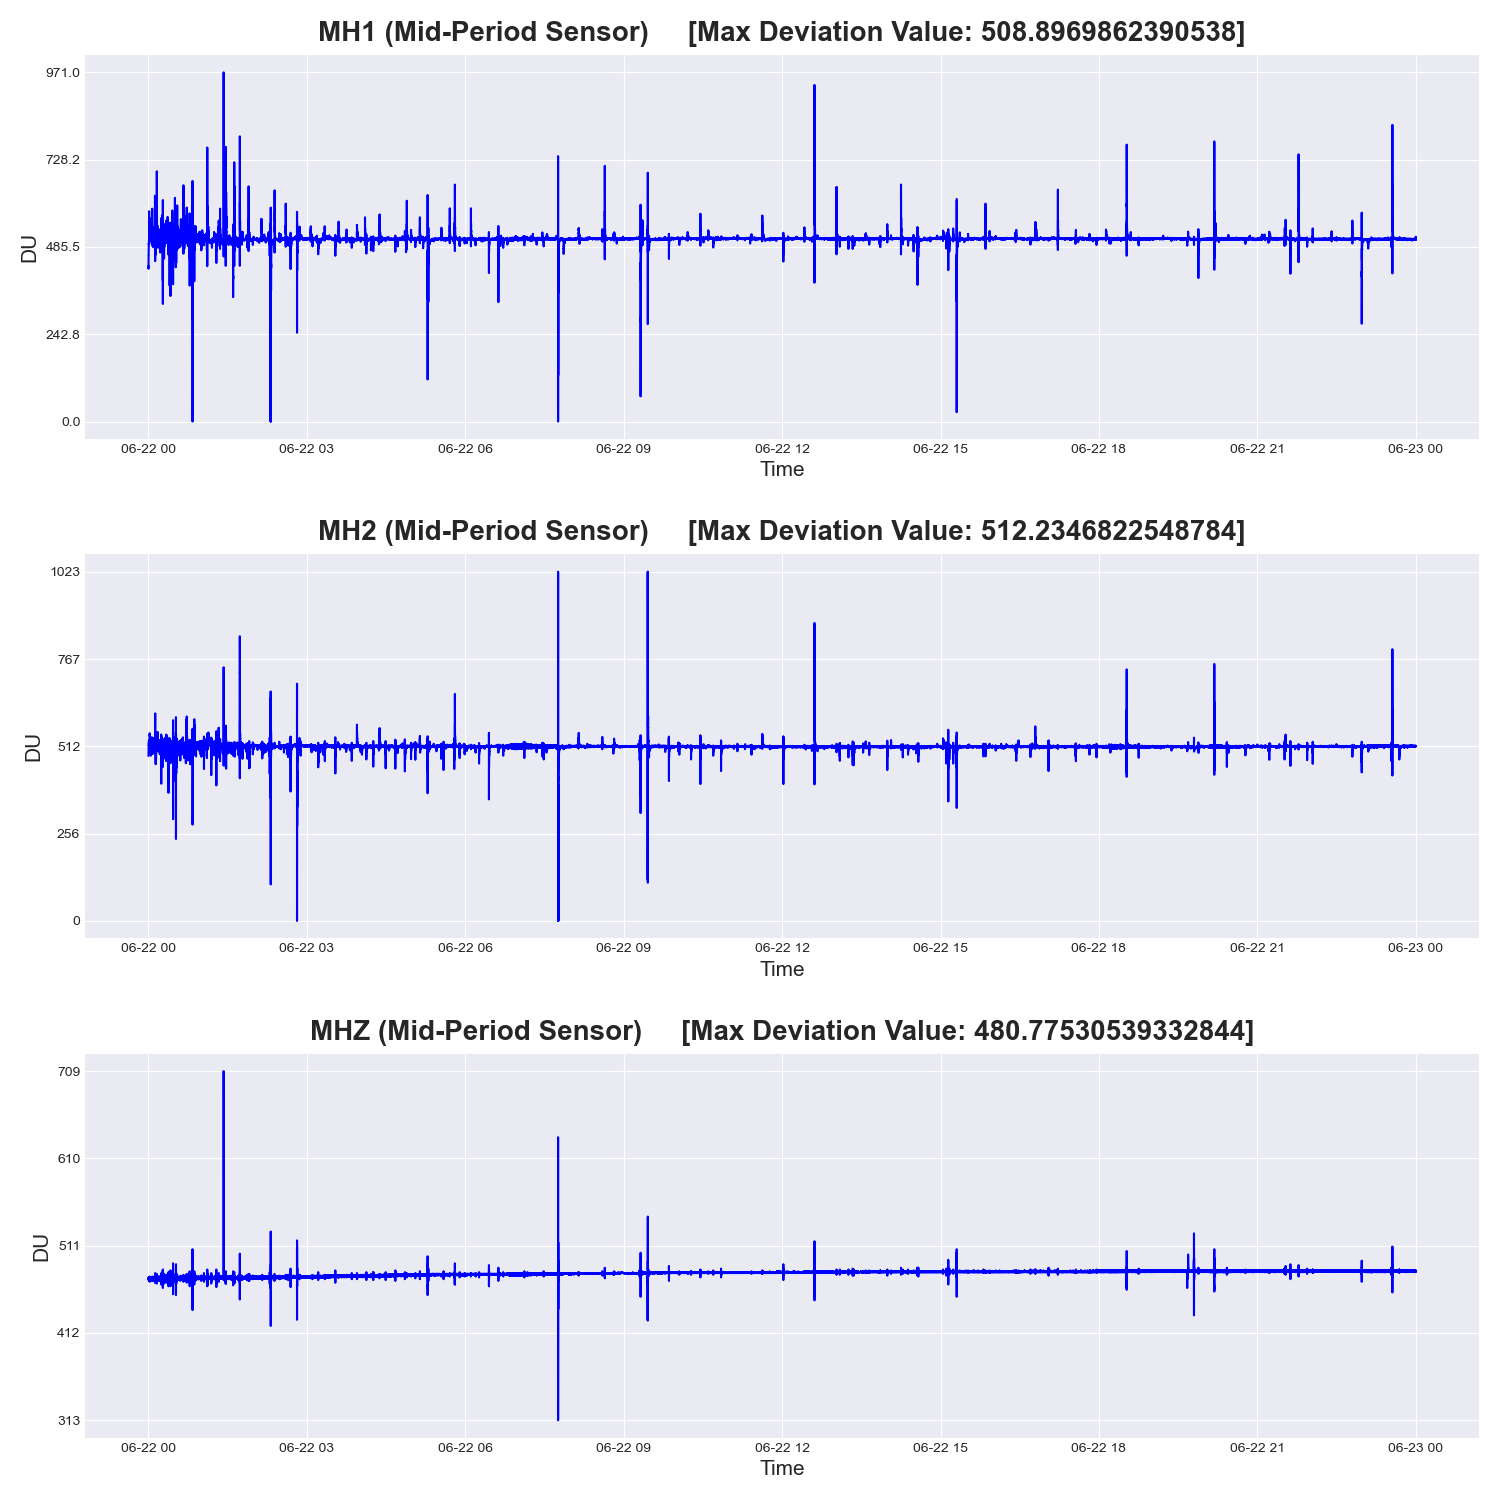 MH1 (Mid-Period Sensor) [Max Deviation Value: 508.8969862390538]
971.0
728.2
485.5
242.8
0.0
DU
06-22 00 06-22 03 06-22 06 06-22 09 06-22 12 06-22 15 06-22 18 06-22 21 06-23 00
Time
MH2 (Mid-Period Sensor) [Max Deviation Value: 512.2346822548784]
1023
767
512
256
0
DU
06-22 00 06-22 03 06-22 06 06-22 09 06-22 12 06-22 15 06-22 18 06-22 21 06-23 00
Time
MHZ (Mid-Period Sensor) [Max Deviation Value: 480.77530539332844]
709
610
511
412
313
DU
06-22 00 06-22 03 06-22 06 06-22 09 06-22 12 06-22 15 06-22 18 06-22 21 06-23 00
Time